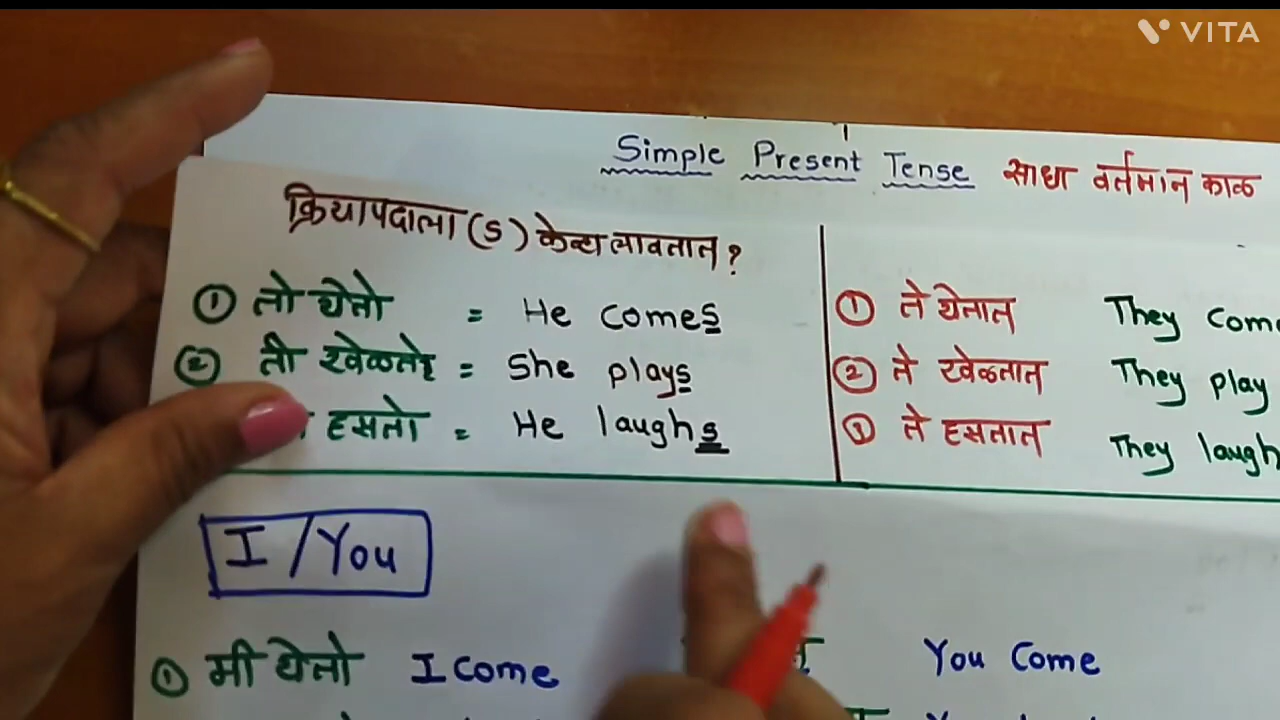 VITA
Simple Present Tense साधा वर्तमान काळ
क्रियापदाला (s) केव्हा लावतात ?
① तो येतो = He comes
② ती खेळते = She plays
हसतो = He laughs
① ते येतात They Come
② ते खेळतात They play
③ ते हसतात They laugh
I / You
① मी येतो I come
You Come